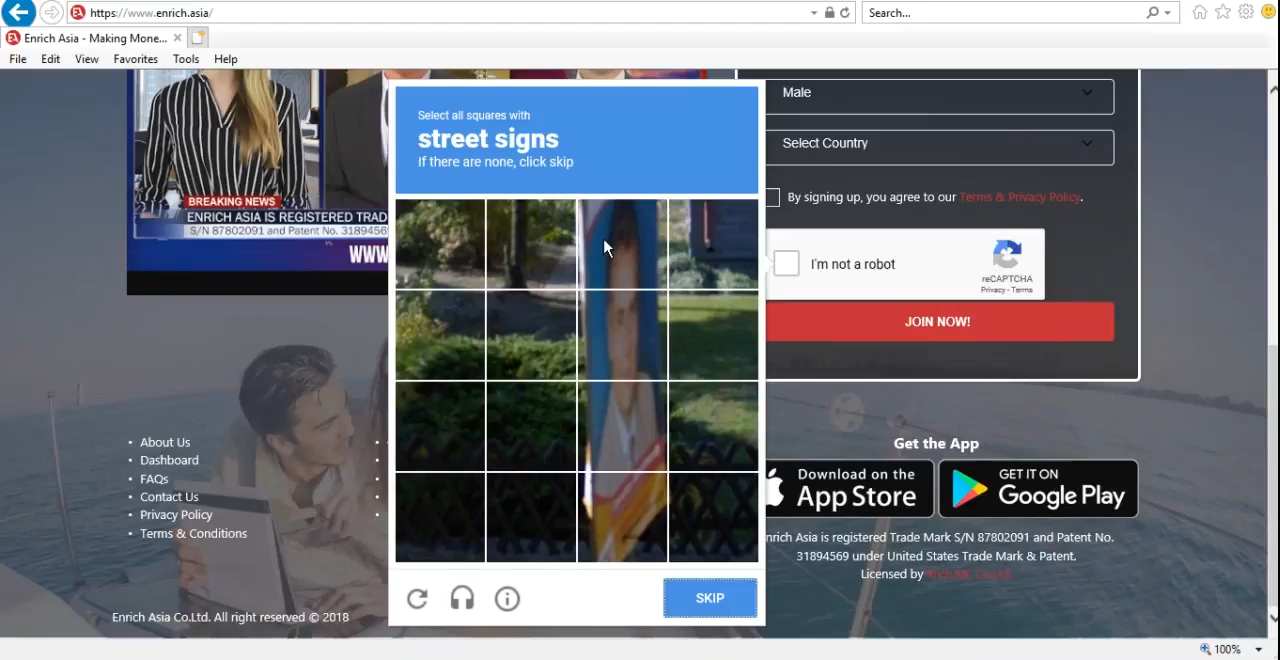 https://www.enrich.asia/
Search...
Enrich Asia - Making Mone...
File Edit View Favorites Tools Help
BREAKING NEWS
ENRICH ASIA IS REGISTERED TRAD
S/N 87802091 and Patent No. 3189456
WWW
Select all squares with
street signs
If there are none, click skip
SKIP
Male
Select Country
By signing up, you agree to our Terms & Privacy Policy.
I'm not a robot
reCAPTCHA
Privacy - Terms
JOIN NOW!
About Us
Dashboard
FAQs
Contact Us
Privacy Policy
Terms & Conditions
Enrich Asia Co.Ltd. All right reserved © 2018
Get the App
Download on the
App Store
GET IT ON
Google Play
nrich Asia is registered Trade Mark S/N 87802091 and Patent No.
31894569 under United States Trade Mark & Patent.
Licensed by
100%